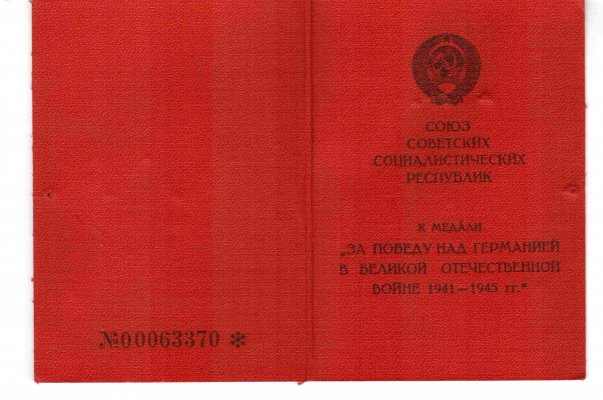 СОЮЗ
СОВЕТСКИХ
СОЦИАЛИСТИЧЕСКИХ
РЕСПУБЛИК
К МЕДАЛИ
„ЗА ПОБЕДУ НАД ГЕРМАНИЕЙ
В ВЕЛИКОЙ ОТЕЧЕСТВЕННОЙ
ВОЙНЕ 1941—1945 гг.“
№00063370 ✻